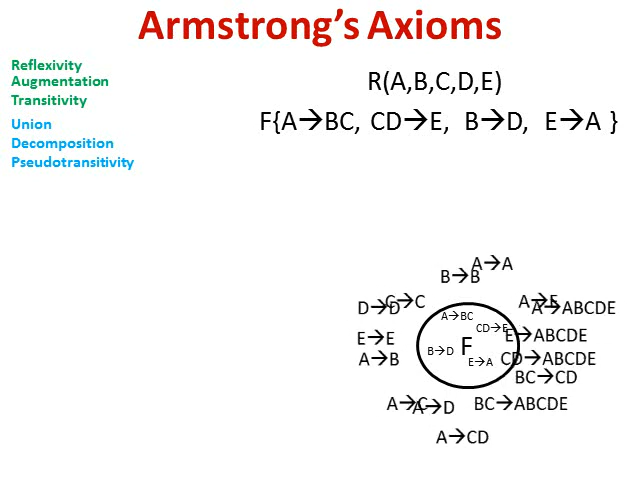 Armstrong's Axioms
Reflexivity
Augmentation
Transitivity
Union
Decomposition
Pseudotransitivity
R(A,B,C,D,E)
F{A→BC, CD→E, B→D, E→A }
A→A
B→B
D→D
C→C
A→E
A→ABCDE
A→BC
CD→E
E→ABCDE
E→E
B→D
F
E→A
A→B
CD→ABCDE
BC→CD
A→C
A→D
BC→ABCDE
A→CD